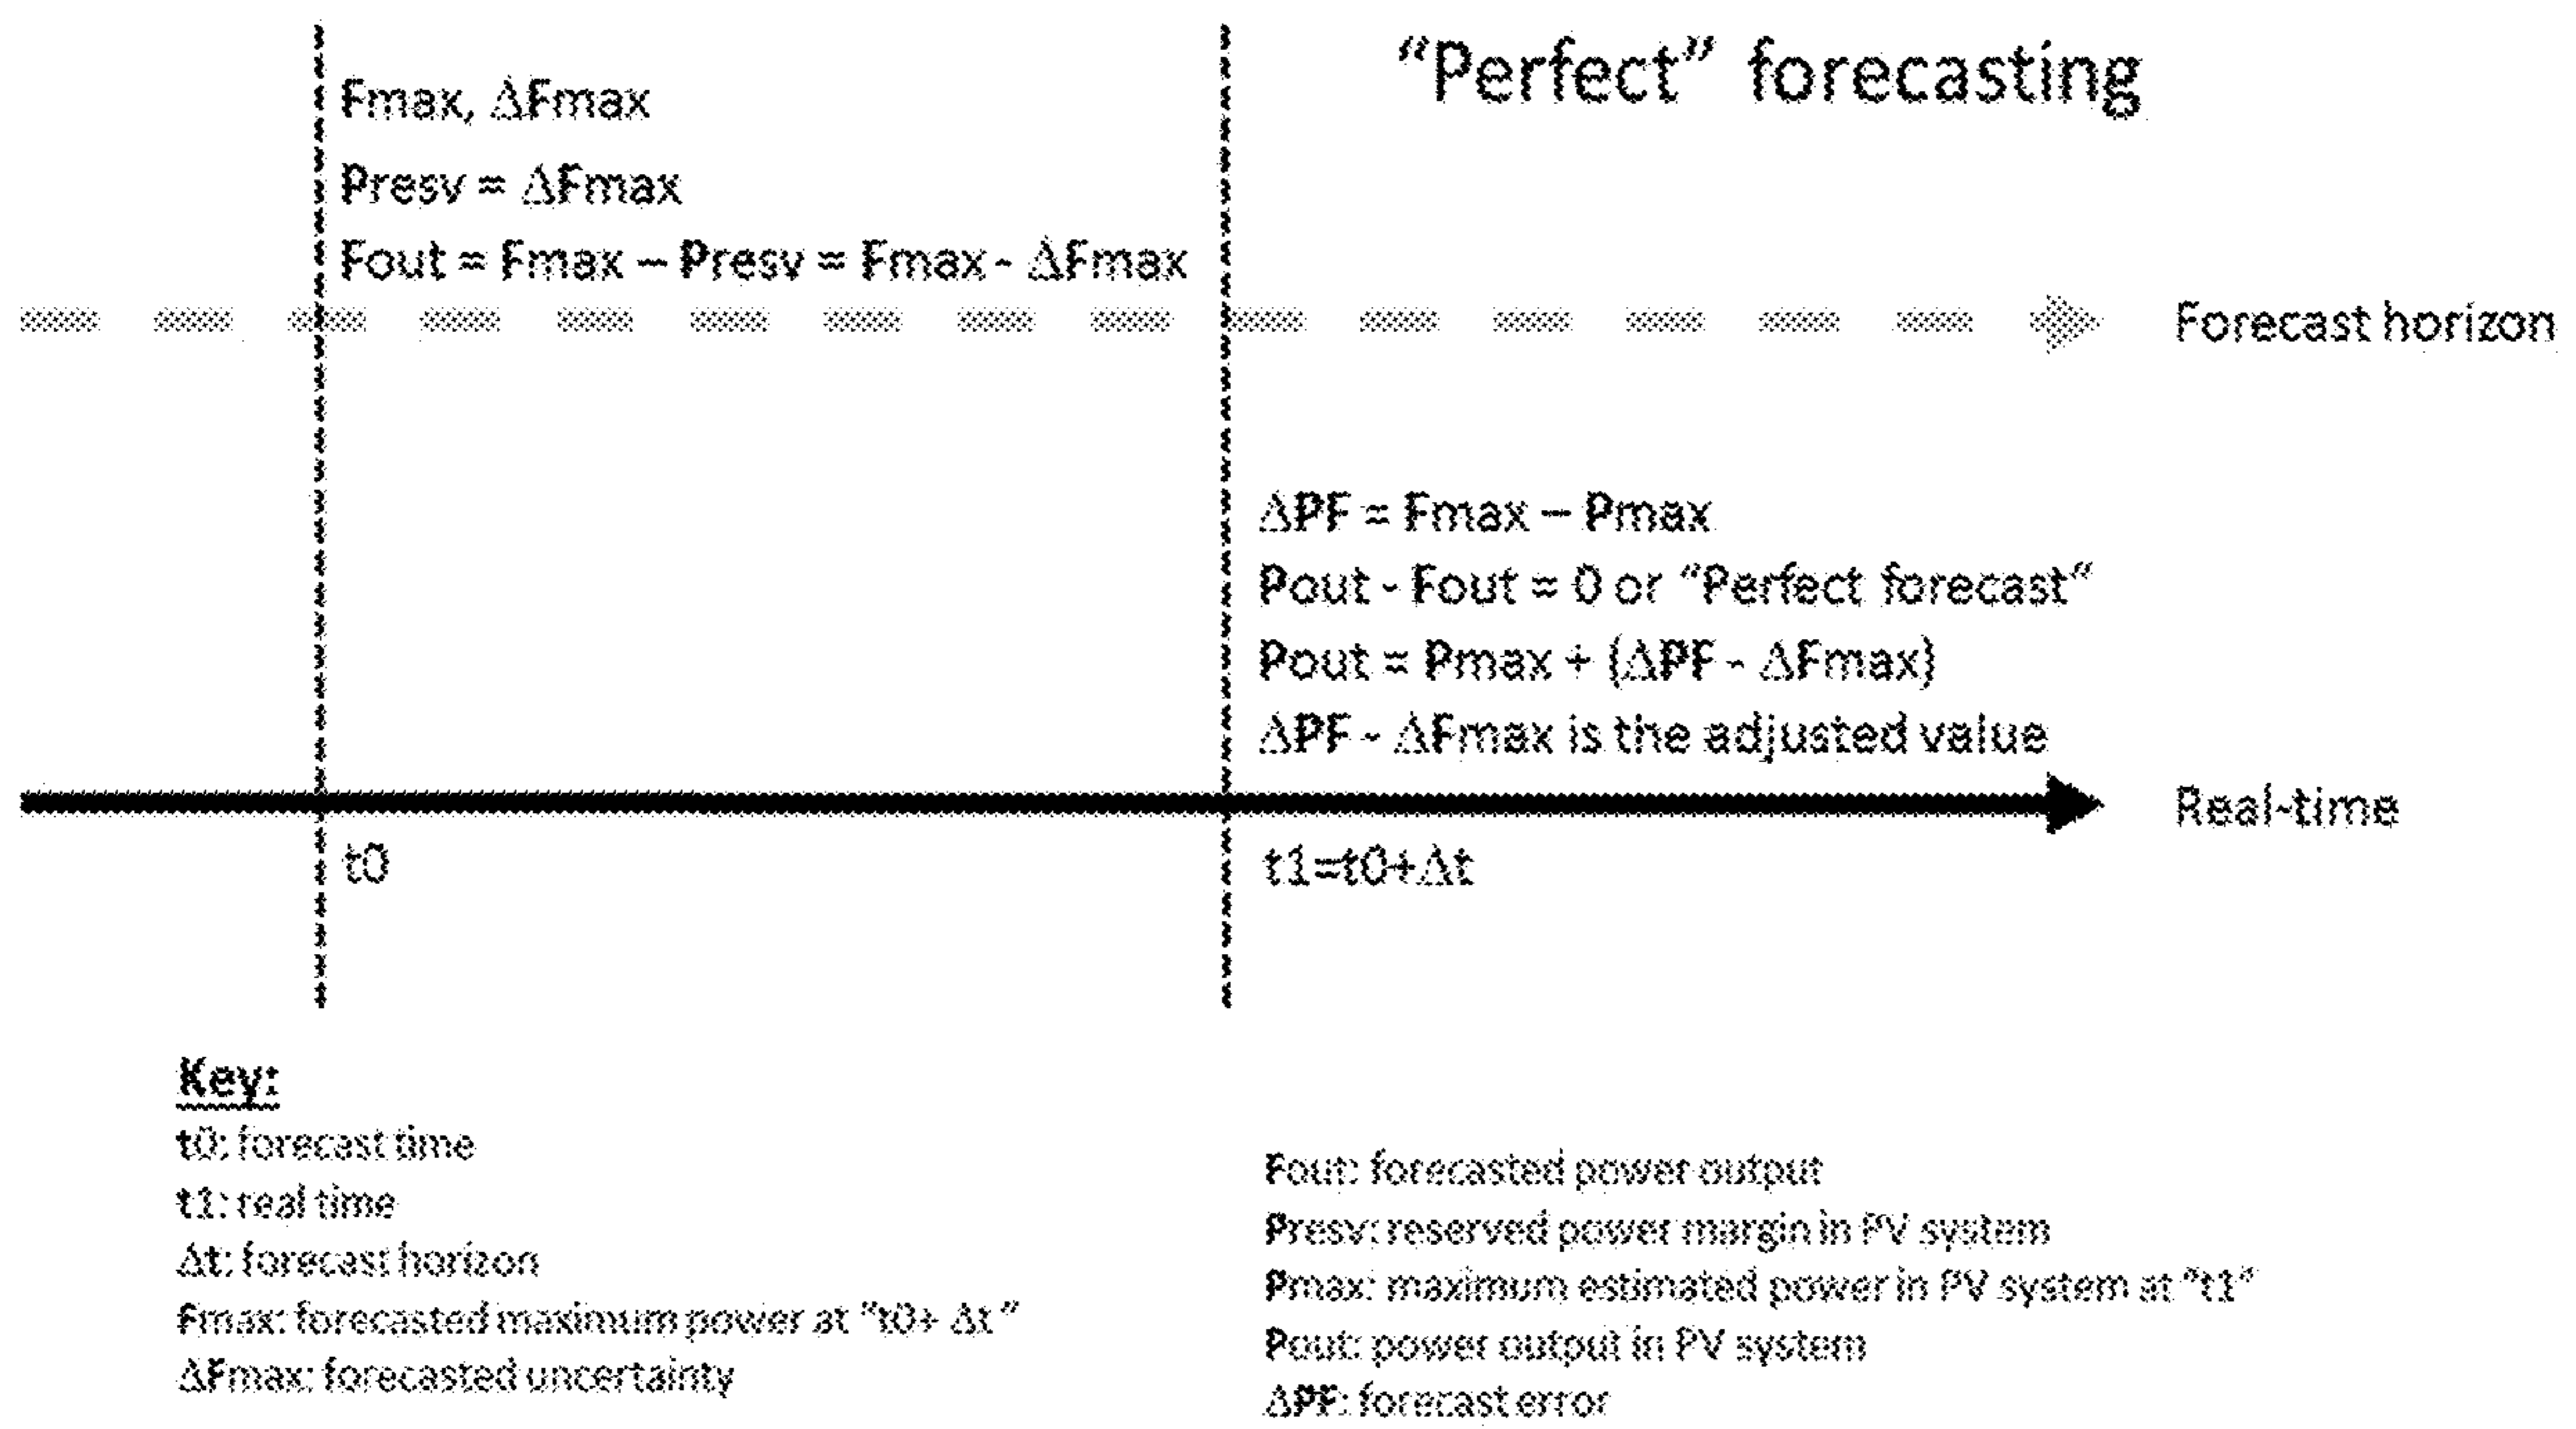 “Perfect” forecasting
Fmax, ΔFmax
Presv = ΔFmax
Fout = Fmax – Presv = Fmax - ΔFmax
Forecast horizon
ΔPF = Fmax – Pmax
Pout - Fout = 0 or “Perfect forecast“
Pout = Pmax + (ΔPF - ΔFmax)
ΔPF - ΔFmax is the adjusted value
Real-time
t0
t1=t0+Δt
Key:
t0: forecast time
t1: real time
Δt: forecast horizon
Fmax: forecasted maximum power at “t0+ Δt ”
ΔFmax: forecasted uncertainty
Fout: forecasted power output
Presv: reserved power margin in PV system
Pmax: maximum estimated power in PV system at “t1”
Pout: power output in PV system
ΔPF: forecast error